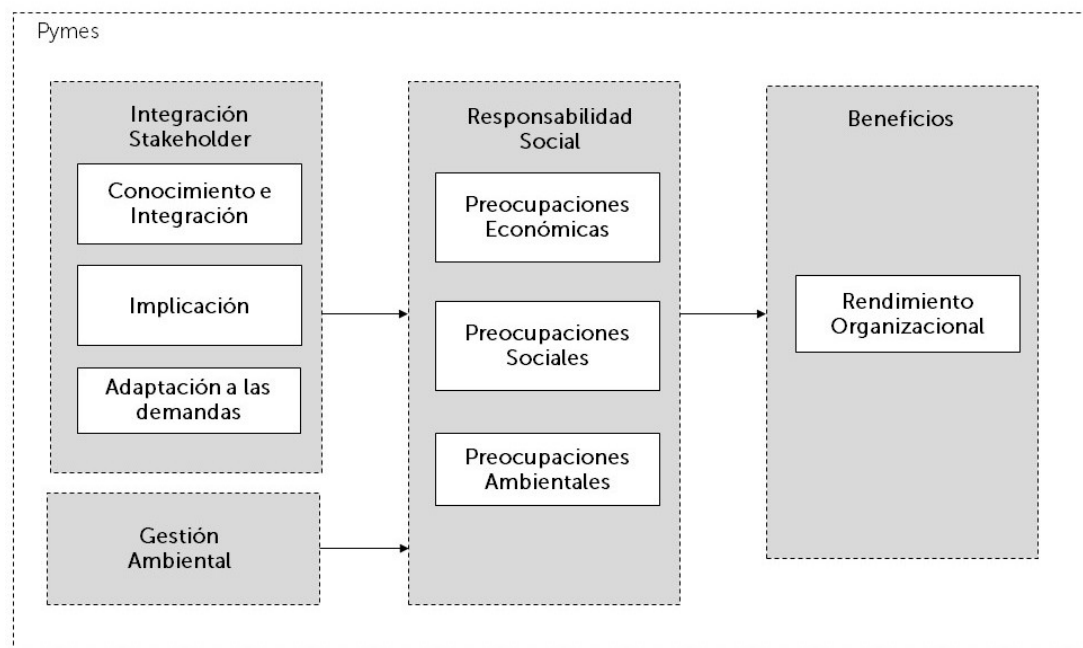 Pymes
Integración
Stakeholder
Conocimiento e
Integración
Implicación
Adaptación a las
demandas
Gestión
Ambiental
Responsabilidad
Social
Preocupaciones
Económicas
Preocupaciones
Sociales
Preocupaciones
Ambientales
Beneficios
Rendimiento
Organizacional